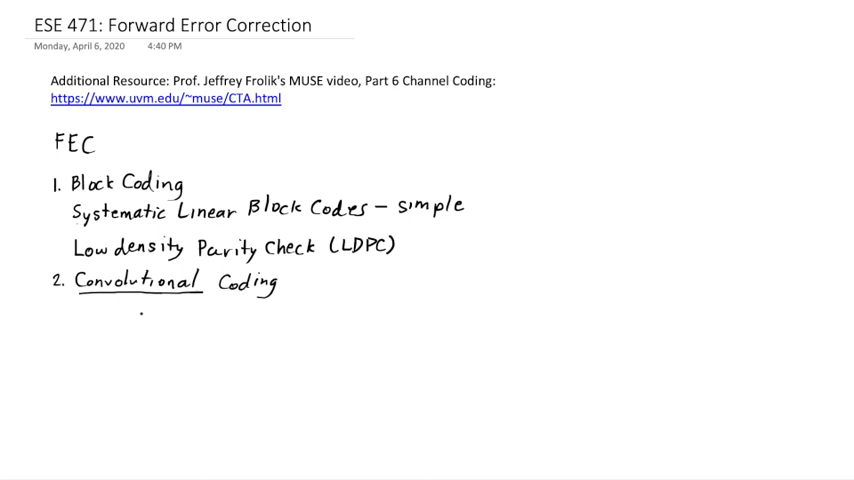 ESE 471: Forward Error Correction
Monday, April 6, 2020 4:40 PM
Additional Resource: Prof. Jeffrey Frolik's MUSE video, Part 6 Channel Coding:
https://www.uvm.edu/~muse/CTA.html
FEC
1. Block Coding
Systematic Linear Block Codes - simple
Low density Parity Check (LDPC)
2. Convolutional Coding